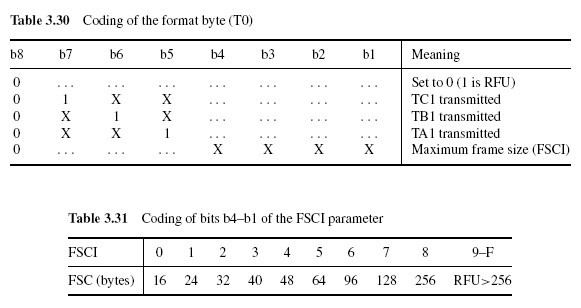 Table 3.30 Coding of the format byte (T0)
b8 b7 b6 b5 b4 b3 b2 b1 Meaning
0 ... ... ... ... ... ... ... Set to 0 (1 is RFU)
0 1 X X ... ... ... ... TC1 transmitted
0 X 1 X ... ... ... ... TB1 transmitted
0 X X 1 ... ... ... ... TA1 transmitted
0 ... ... ... X X X X Maximum frame size (FSCI)
Table 3.31 Coding of bits b4–b1 of the FSCI parameter
FSCI 0 1 2 3 4 5 6 7 8 9–F
FSC (bytes) 16 24 32 40 48 64 96 128 256 RFU>256